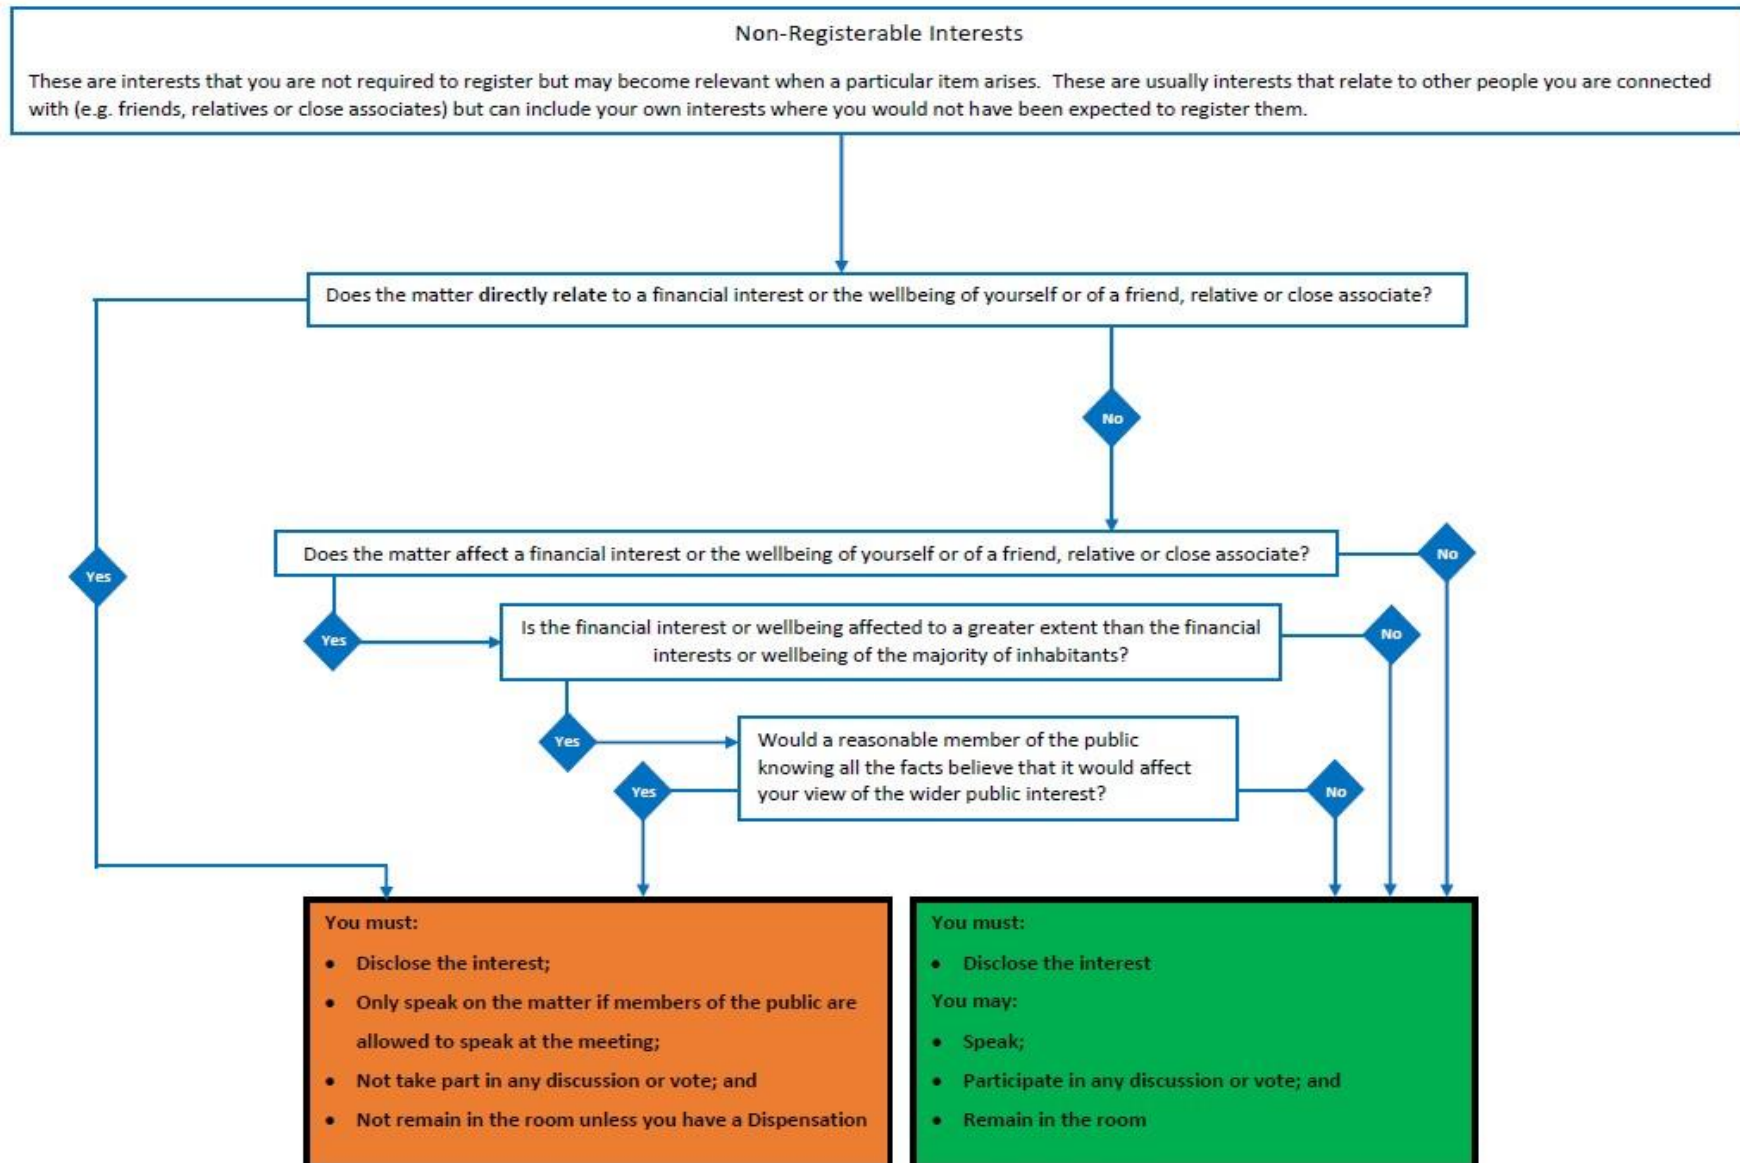 Non-Registerable Interests
These are interests that you are not required to register but may become relevant when a particular item arises.  These are usually interests that relate to other people you are connected
with (e.g. friends, relatives or close associates) but can include your own interests where you would not have been expected to register them.
Does the matter directly relate to a financial interest or the wellbeing of yourself or of a friend, relative or close associate?
No
Does the matter affect a financial interest or the wellbeing of yourself or of a friend, relative or close associate?
No
Yes
Yes
Is the financial interest or wellbeing affected to a greater extent than the financial
interests or wellbeing of the majority of inhabitants?
No
Yes
Would a reasonable member of the public
knowing all the facts believe that it would affect
your view of the wider public interest?
Yes
No
You must:
• Disclose the interest;
• Only speak on the matter if members of the public are
allowed to speak at the meeting;
• Not take part in any discussion or vote; and
• Not remain in the room unless you have a Dispensation
You must:
• Disclose the interest
You may:
• Speak;
• Participate in any discussion or vote; and
• Remain in the room